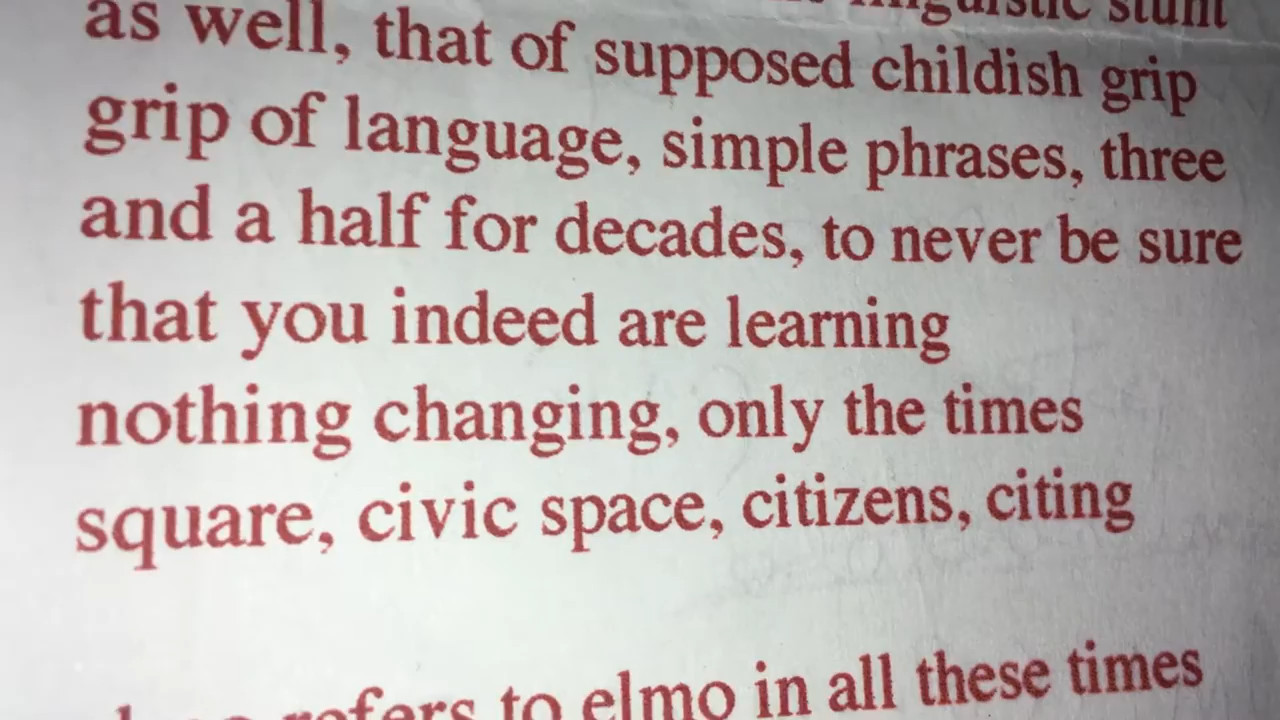 linguistic stunt
as well, that of supposed childish grip
grip of language, simple phrases, three
and a half for decades, to never be sure
that you indeed are learning
nothing changing, only the times
square, civic space, citizens, citing
refers to elmo in all these times